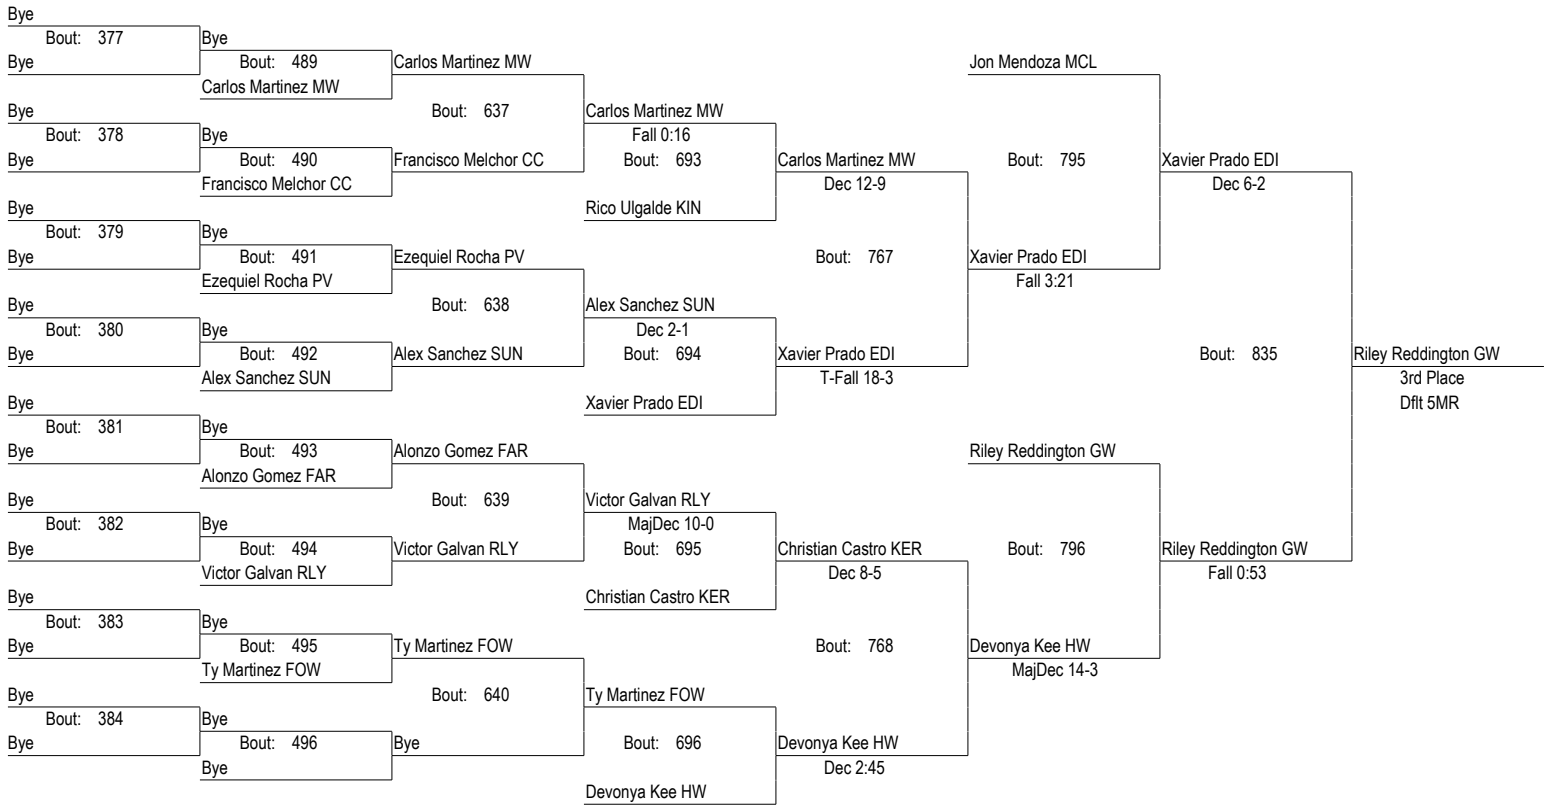 Bye
Bout: 377 Bye
Bye Bout: 489 Carlos Martinez MW Jon Mendoza MCL
Carlos Martinez MW
Bye Bout: 637 Carlos Martinez MW
Bout: 378 Bye Fall 0:16
Bye Bout: 490 Francisco Melchor CC Bout: 693 Carlos Martinez MW Bout: 795 Xavier Prado EDI
Francisco Melchor CC Dec 12-9 Dec 6-2
Bye Rico Ulgalde KIN
Bout: 379 Bye
Bye Bout: 491 Ezequiel Rocha PV Bout: 767 Xavier Prado EDI
Ezequiel Rocha PV Fall 3:21
Bye Bout: 638 Alex Sanchez SUN
Bout: 380 Bye Dec 2-1
Bye Bout: 492 Alex Sanchez SUN Bout: 694 Xavier Prado EDI Bout: 835 Riley Reddington GW
Alex Sanchez SUN T-Fall 18-3 3rd Place
Bye Xavier Prado EDI Dflt 5MR
Bout: 381 Bye
Bye Bout: 493 Alonzo Gomez FAR Riley Reddington GW
Alonzo Gomez FAR
Bye Bout: 639 Victor Galvan RLY
Bout: 382 Bye MajDec 10-0
Bye Bout: 494 Victor Galvan RLY Bout: 695 Christian Castro KER Bout: 796 Riley Reddington GW
Victor Galvan RLY Dec 8-5 Fall 0:53
Bye Christian Castro KER
Bout: 383 Bye
Bye Bout: 495 Ty Martinez FOW Bout: 768 Devonya Kee HW
Ty Martinez FOW MajDec 14-3
Bye Bout: 640 Ty Martinez FOW
Bout: 384 Bye
Bye Bout: 496 Bye Bout: 696 Devonya Kee HW
Bye Dec 2:45
Devonya Kee HW